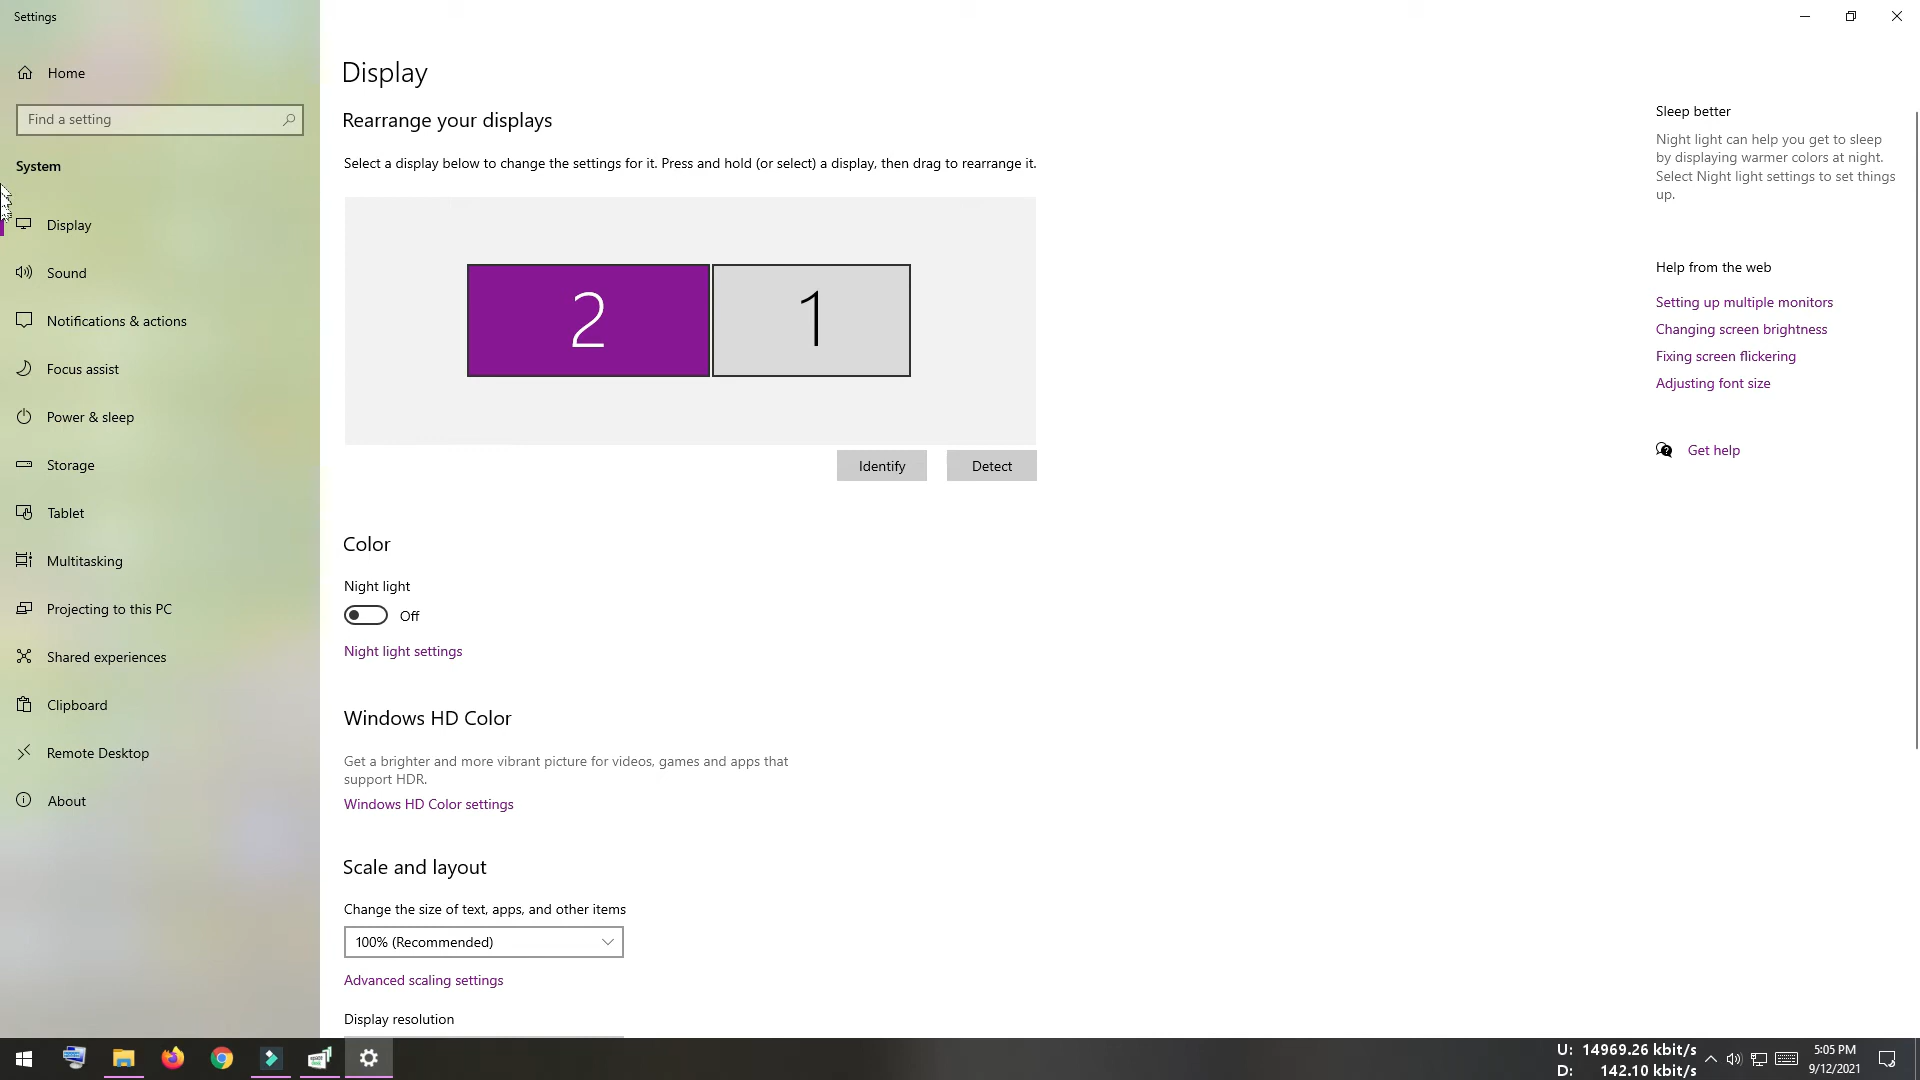 Settings
Home
Find a setting
System
Display
Sound
Notifications & actions
Focus assist
Power & sleep
Storage
Tablet
Multitasking
Projecting to this PC
Shared experiences
Clipboard
Remote Desktop
About
Display
Rearrange your displays
Select a display below to change the settings for it. Press and hold (or select) a display, then drag to rearrange it.
2
1
Identify
Detect
Color
Night light
Off
Night light settings
Windows HD Color
Get a brighter and more vibrant picture for videos, games and apps that
support HDR.
Windows HD Color settings
Scale and layout
Change the size of text, apps, and other items
100% (Recommended)
Advanced scaling settings
Display resolution
Sleep better
Night light can help you get to sleep
by displaying warmer colors at night.
Select Night light settings to set things
up.
Help from the web
Setting up multiple monitors
Changing screen brightness
Fixing screen flickering
Adjusting font size
Get help
U: 14969.26 kbit/s
D: 142.10 kbit/s
5:05 PM
9/12/2021